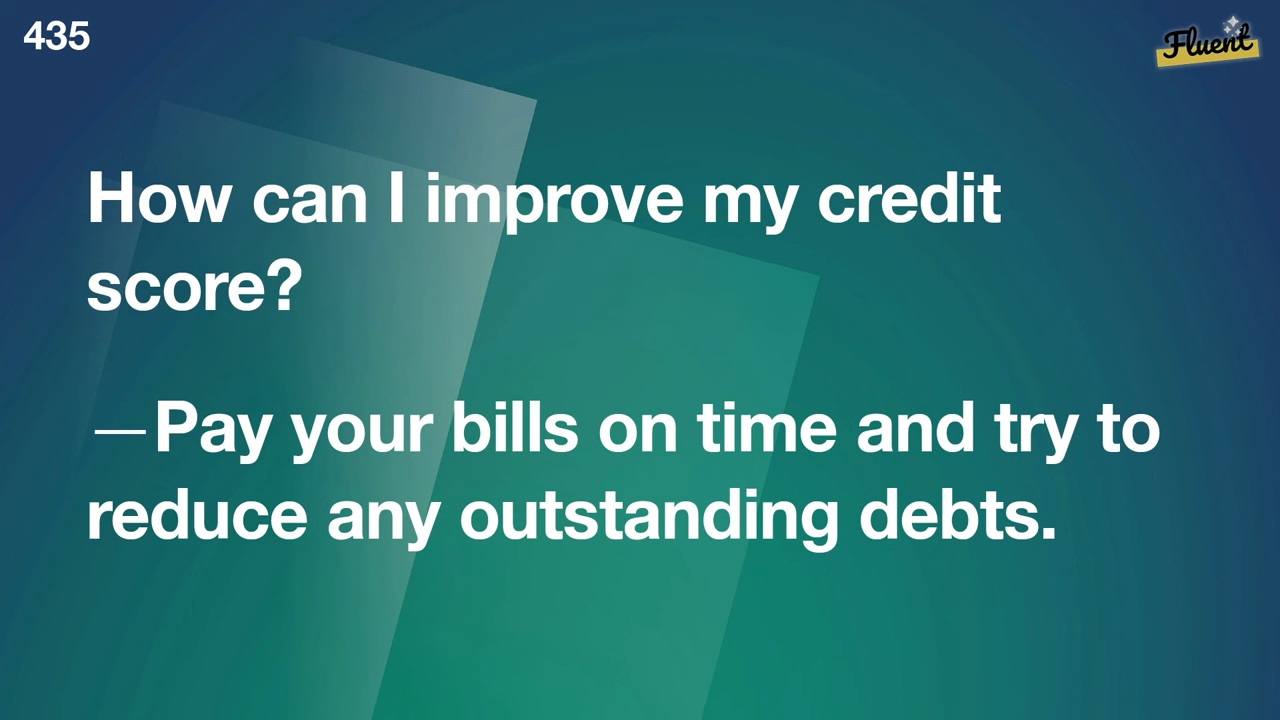 435
Fluent
How can I improve my credit
score?
—Pay your bills on time and try to
reduce any outstanding debts.